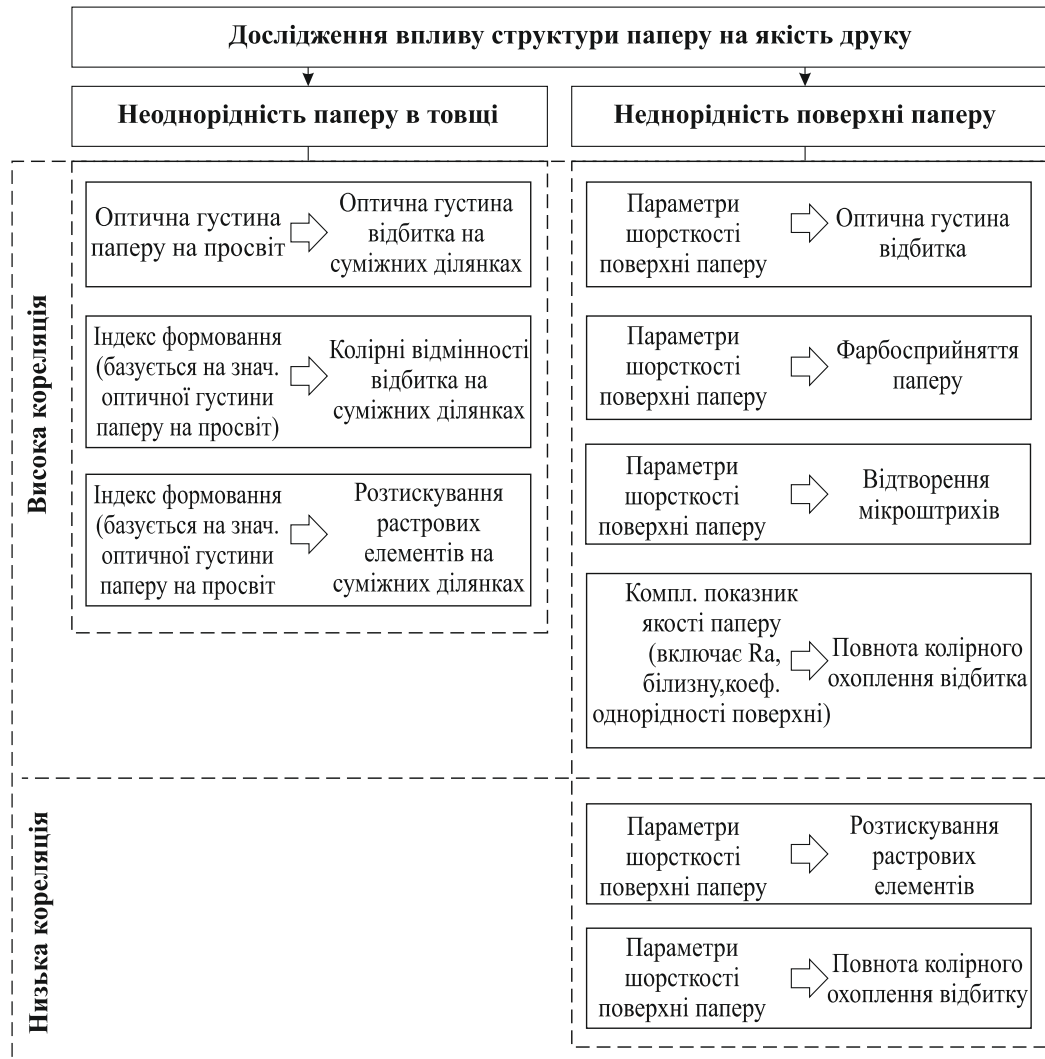 Дослідження впливу структури паперу на якість друку
Неоднорідність паперу в товщі
Неднорідність поверхні паперу
Висока кореляція
Оптична густина
паперу на просвіт
Оптична густина
відбитка на
суміжних ділянках
Індекс формовання
(базується на знач.
оптичної густини
паперу на просвіт)
Колірні відмінності
відбитка на
суміжних ділянках
Індекс формовання
(базується на знач.
оптичної густини
паперу на просвіт
Розтискування
растрових
елементів на
суміжних ділянках
Параметри
шорсткості
поверхні паперу
Оптична густина
відбитка
Параметри
шорсткості
поверхні паперу
Фарбосприйняття
паперу
Параметри
шорсткості
поверхні паперу
Відтворення
мікроштрихів
Компл. показник
якості паперу
(включає Ra,
білизну,коеф.
однорідності поверхні)
Повнота колірного
охоплення відбитка
Низька кореляція
Параметри
шорсткості
поверхні паперу
Розтискування
растрових
елементів
Параметри
шорсткості
поверхні паперу
Повнота колірного
охоплення відбитку